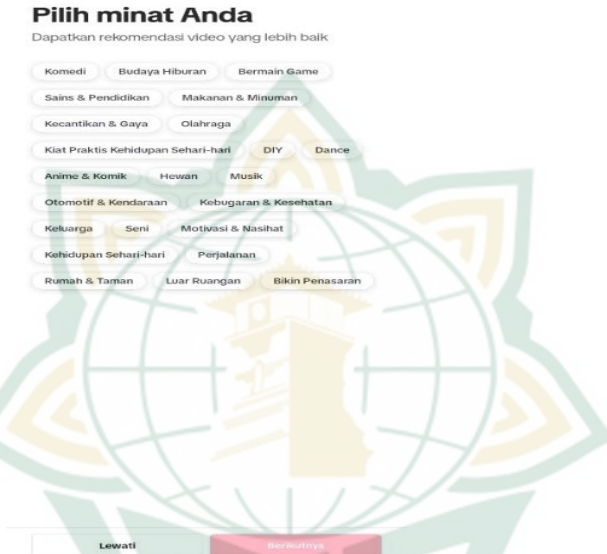 Pilih minat Anda
Dapatkan rekomendasi video yang lebih baik
Komedi Budaya Hiburan Bermain Game
Sains & Pendidikan Makanan & Minuman
Kecantikan & Gaya Olahraga
Kiat Praktis Kehidupan Sehari-hari DIY Dance
Anime & Komik Hewan Musik
Otomotif & Kendaraan Kebugaran & Kesehatan
Keluarga Seni Motivasi & Nasihat
Kehidupan Sehari-hari Perjalanan
Rumah & Taman Luar Ruangan Bikin Penasaran
Lewati Berikutnya